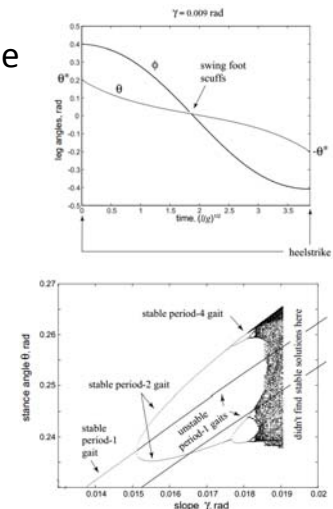 e
γ = 0.009 rad
leg angles, rad
0.5
0.4
0.3
0.2
0.1
0
-0.1
-0.2
-0.3
-0.4
-0.5
θ*
ϕ
θ
swing foot
scuffs
-θ*
0
0.5
1
1.5
2
2.5
3
3.5
time, (l/g)^1/2
heelstrike
stance angle θ, rad
0.27
0.26
0.25
0.24
stable period-4 gait
stable period-2 gait
stable
period-1
gait
unstable
period-1 gaits
didn't find stable solutions here
0.014
0.015
0.016
0.017
0.018
0.019
0.02
slope γ, rad